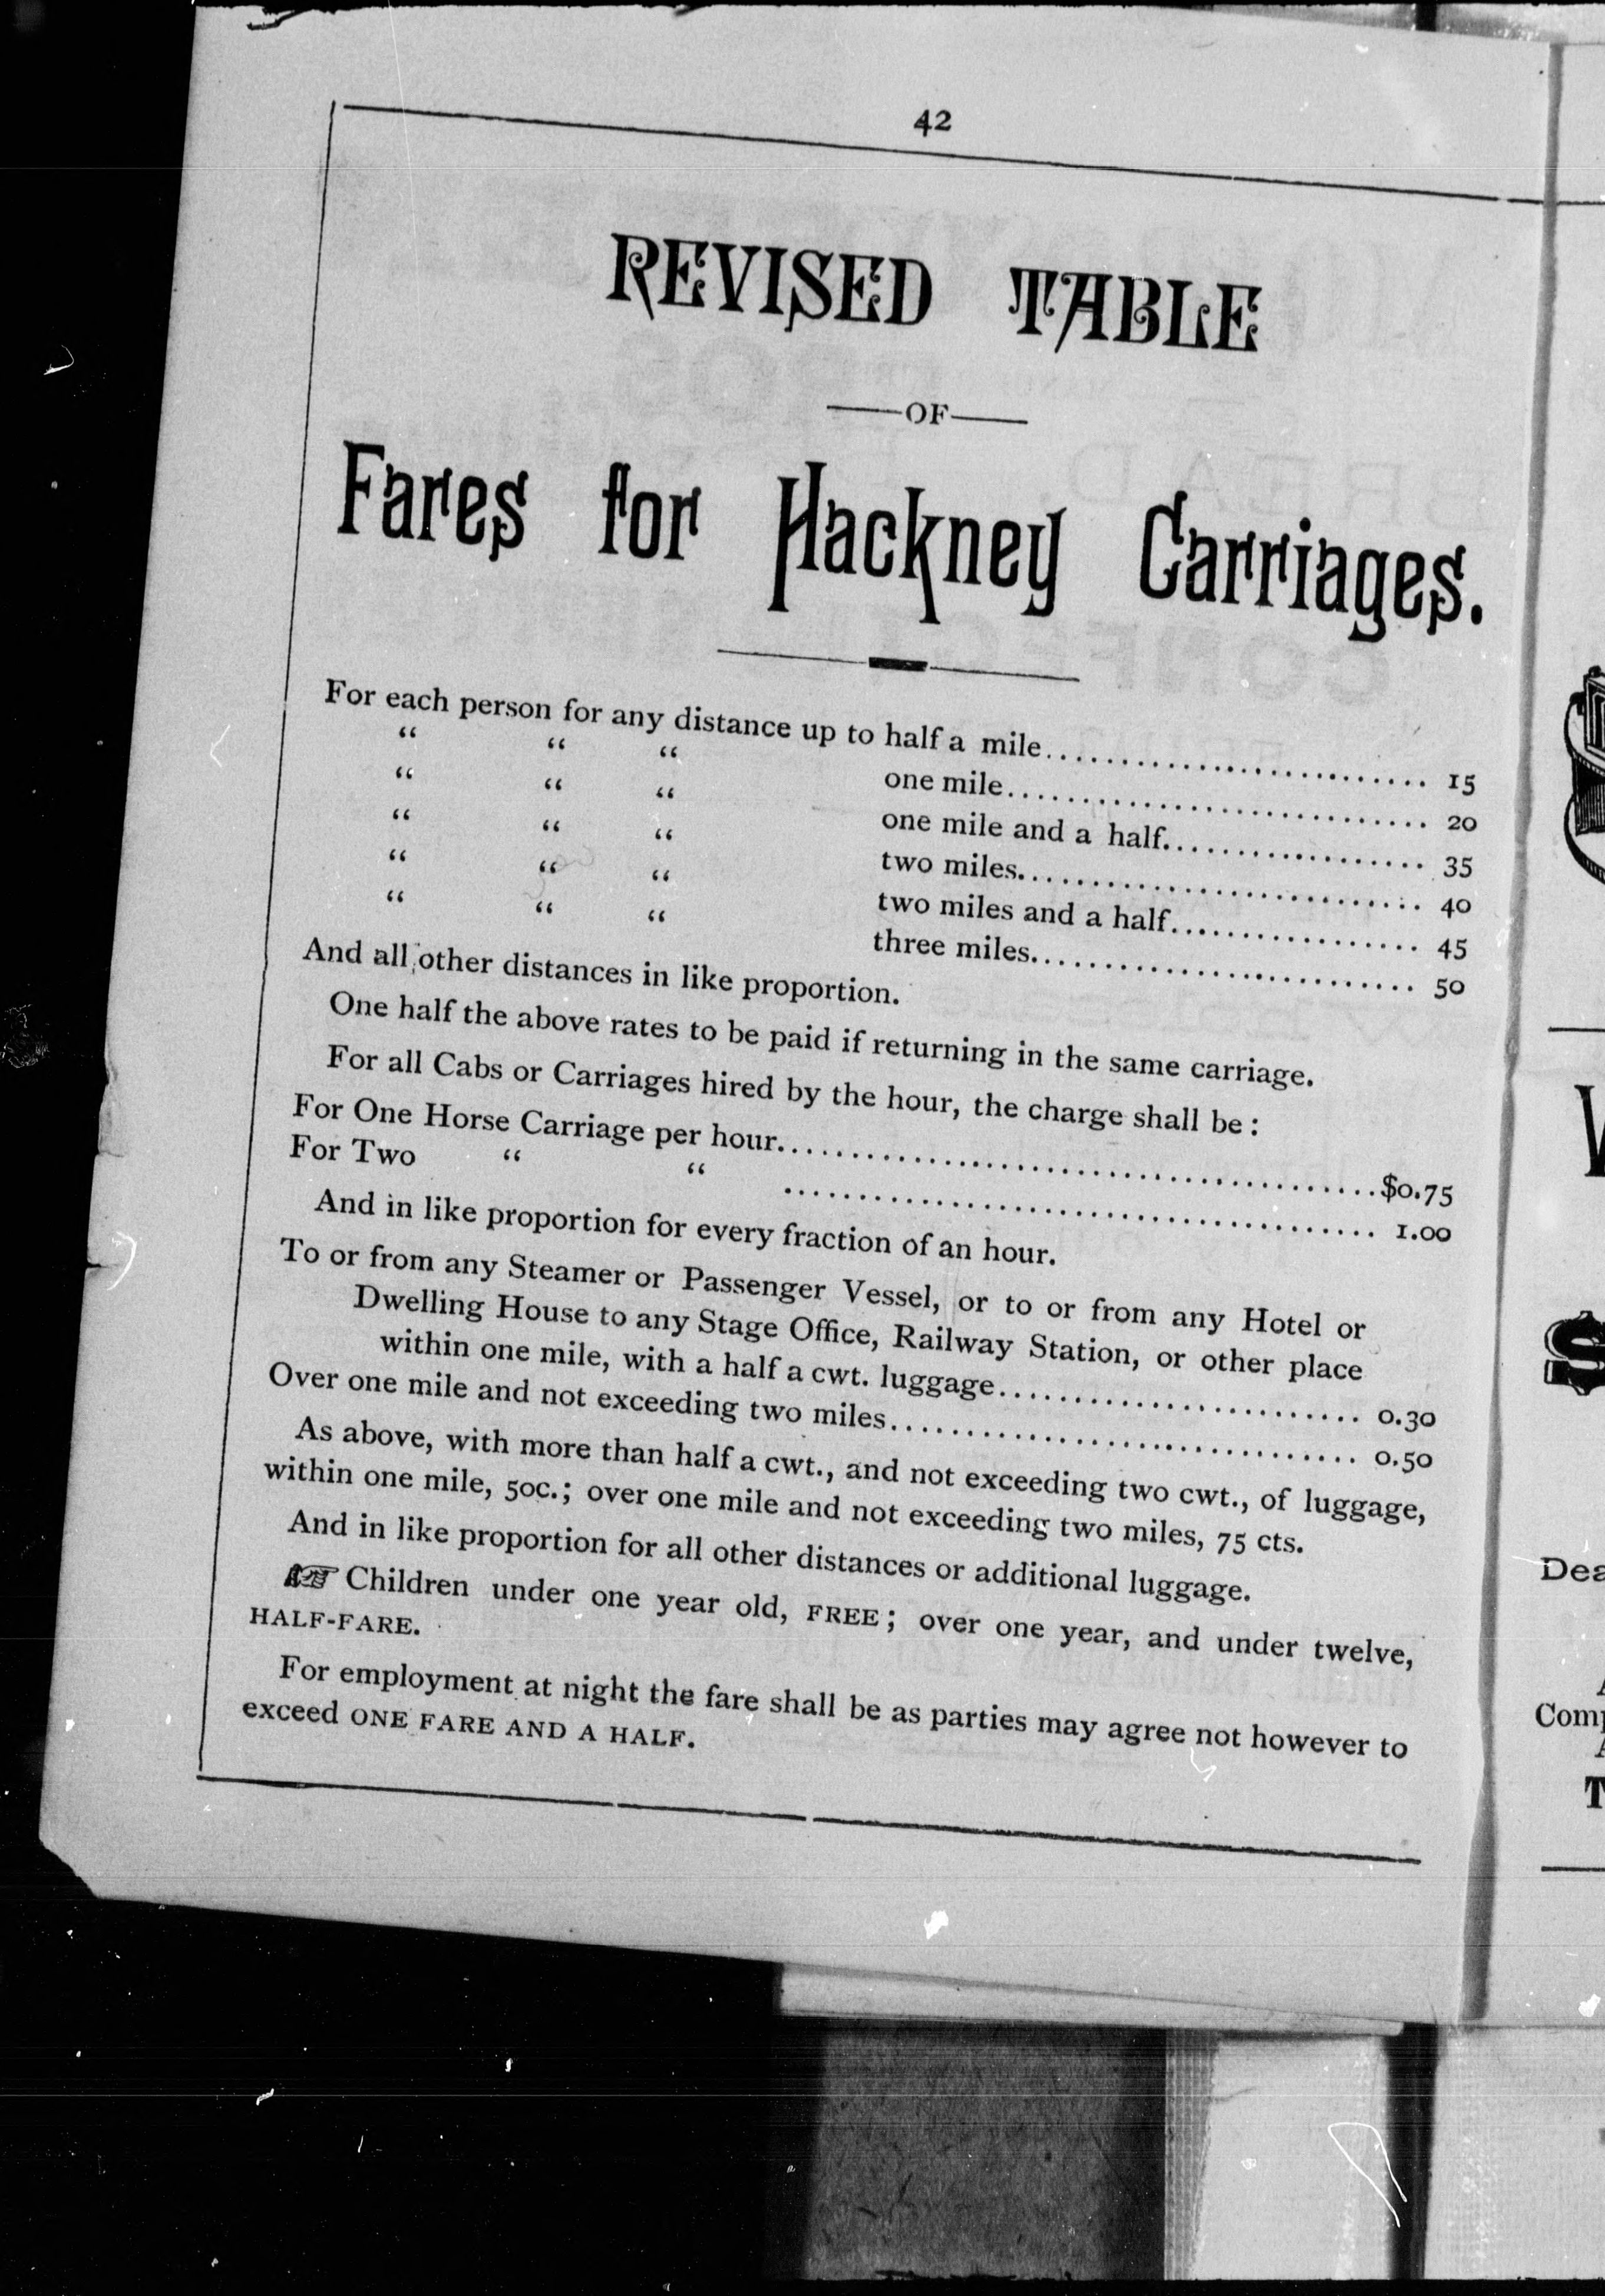 42
REVISED TABLE
—OF—
Fares for Hackney Carriages.
For each person for any distance up to half a mile.......................... 15
“ “ “ one mile.............................. 20
“ “ “ one mile and a half.................. 35
“ “ “ two miles............................ 40
“ “ “ two miles and a half................. 45
“ “ “ three miles.......................... 50
And all other distances in like proportion.
One half the above rates to be paid if returning in the same carriage.
For all Cabs or Carriages hired by the hour, the charge shall be :
For One Horse Carriage per hour..........................................$0.75
For Two “ “ .......................................... 1.00
And in like proportion for every fraction of an hour.
To or from any Steamer or Passenger Vessel, or to or from any Hotel or
Dwelling House to any Stage Office, Railway Station, or other place
within one mile, with a half a cwt. luggage......................... 0.30
Over one mile and not exceeding two miles................................ 0.50
As above, with more than half a cwt., and not exceeding two cwt., of luggage,
within one mile, 50c.; over one mile and not exceeding two miles, 75 cts.
And in like proportion for all other distances or additional luggage.
☞ Children under one year old, FREE ; over one year, and under twelve,
HALF-FARE.
For employment at night the fare shall be as parties may agree not however to
exceed ONE FARE AND A HALF.